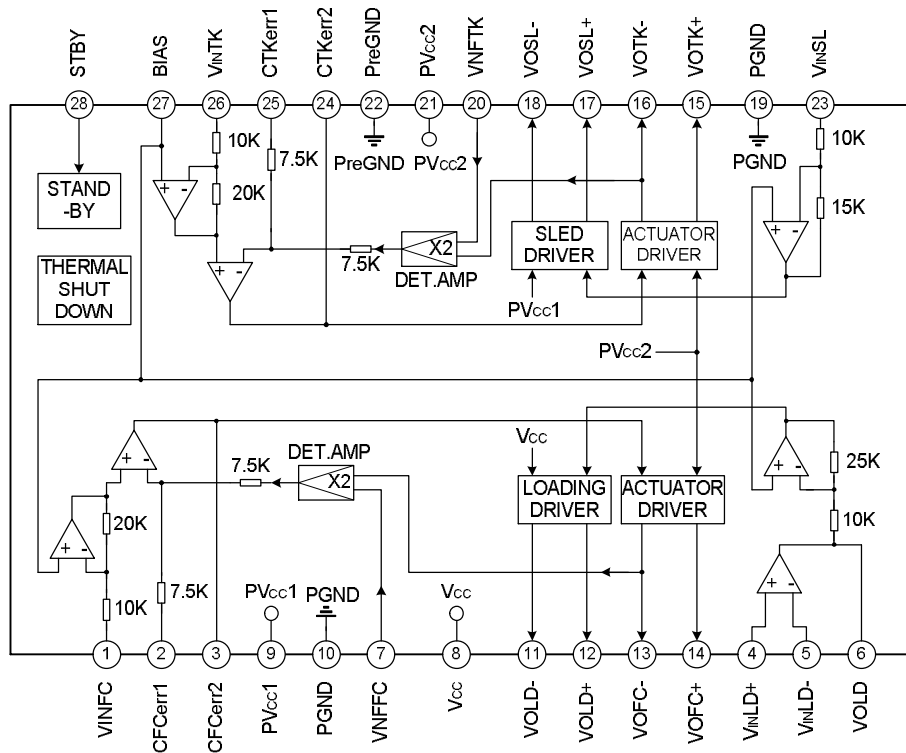 STBY
BIAS
VINTK
CTKerr1
CTKerr2
PreGND
PVcc2
VNFTK
VOSL-
VOSL+
VOTK-
VOTK+
PGND
VINSL
28
27
26
25
24
22
21
20
18
17
16
15
19
23
10K
7.5K
PreGND
PVCC2
PGND
10K
STAND
-BY
20K
15K
+ -
+ -
7.5K
X2
DET.AMP
SLED
DRIVER
ACTUATOR
DRIVER
+ -
THERMAL
SHUT
DOWN
PVCC1
PVCC2
+ -
7.5K
DET.AMP
X2
VCC
+ -
25K
LOADING
DRIVER
ACTUATOR
DRIVER
20K
10K
+ -
7.5K
10K
PVCC1
PGND
VCC
+ -
1
2
3
9
10
7
8
11
12
13
14
4
5
6
VINFC
CFCerr1
CFCerr2
PVCC1
PGND
VNFFC
VCC
VOLD-
VOLD+
VOFC-
VOFC+
VINLD+
VINLD-
VOLD